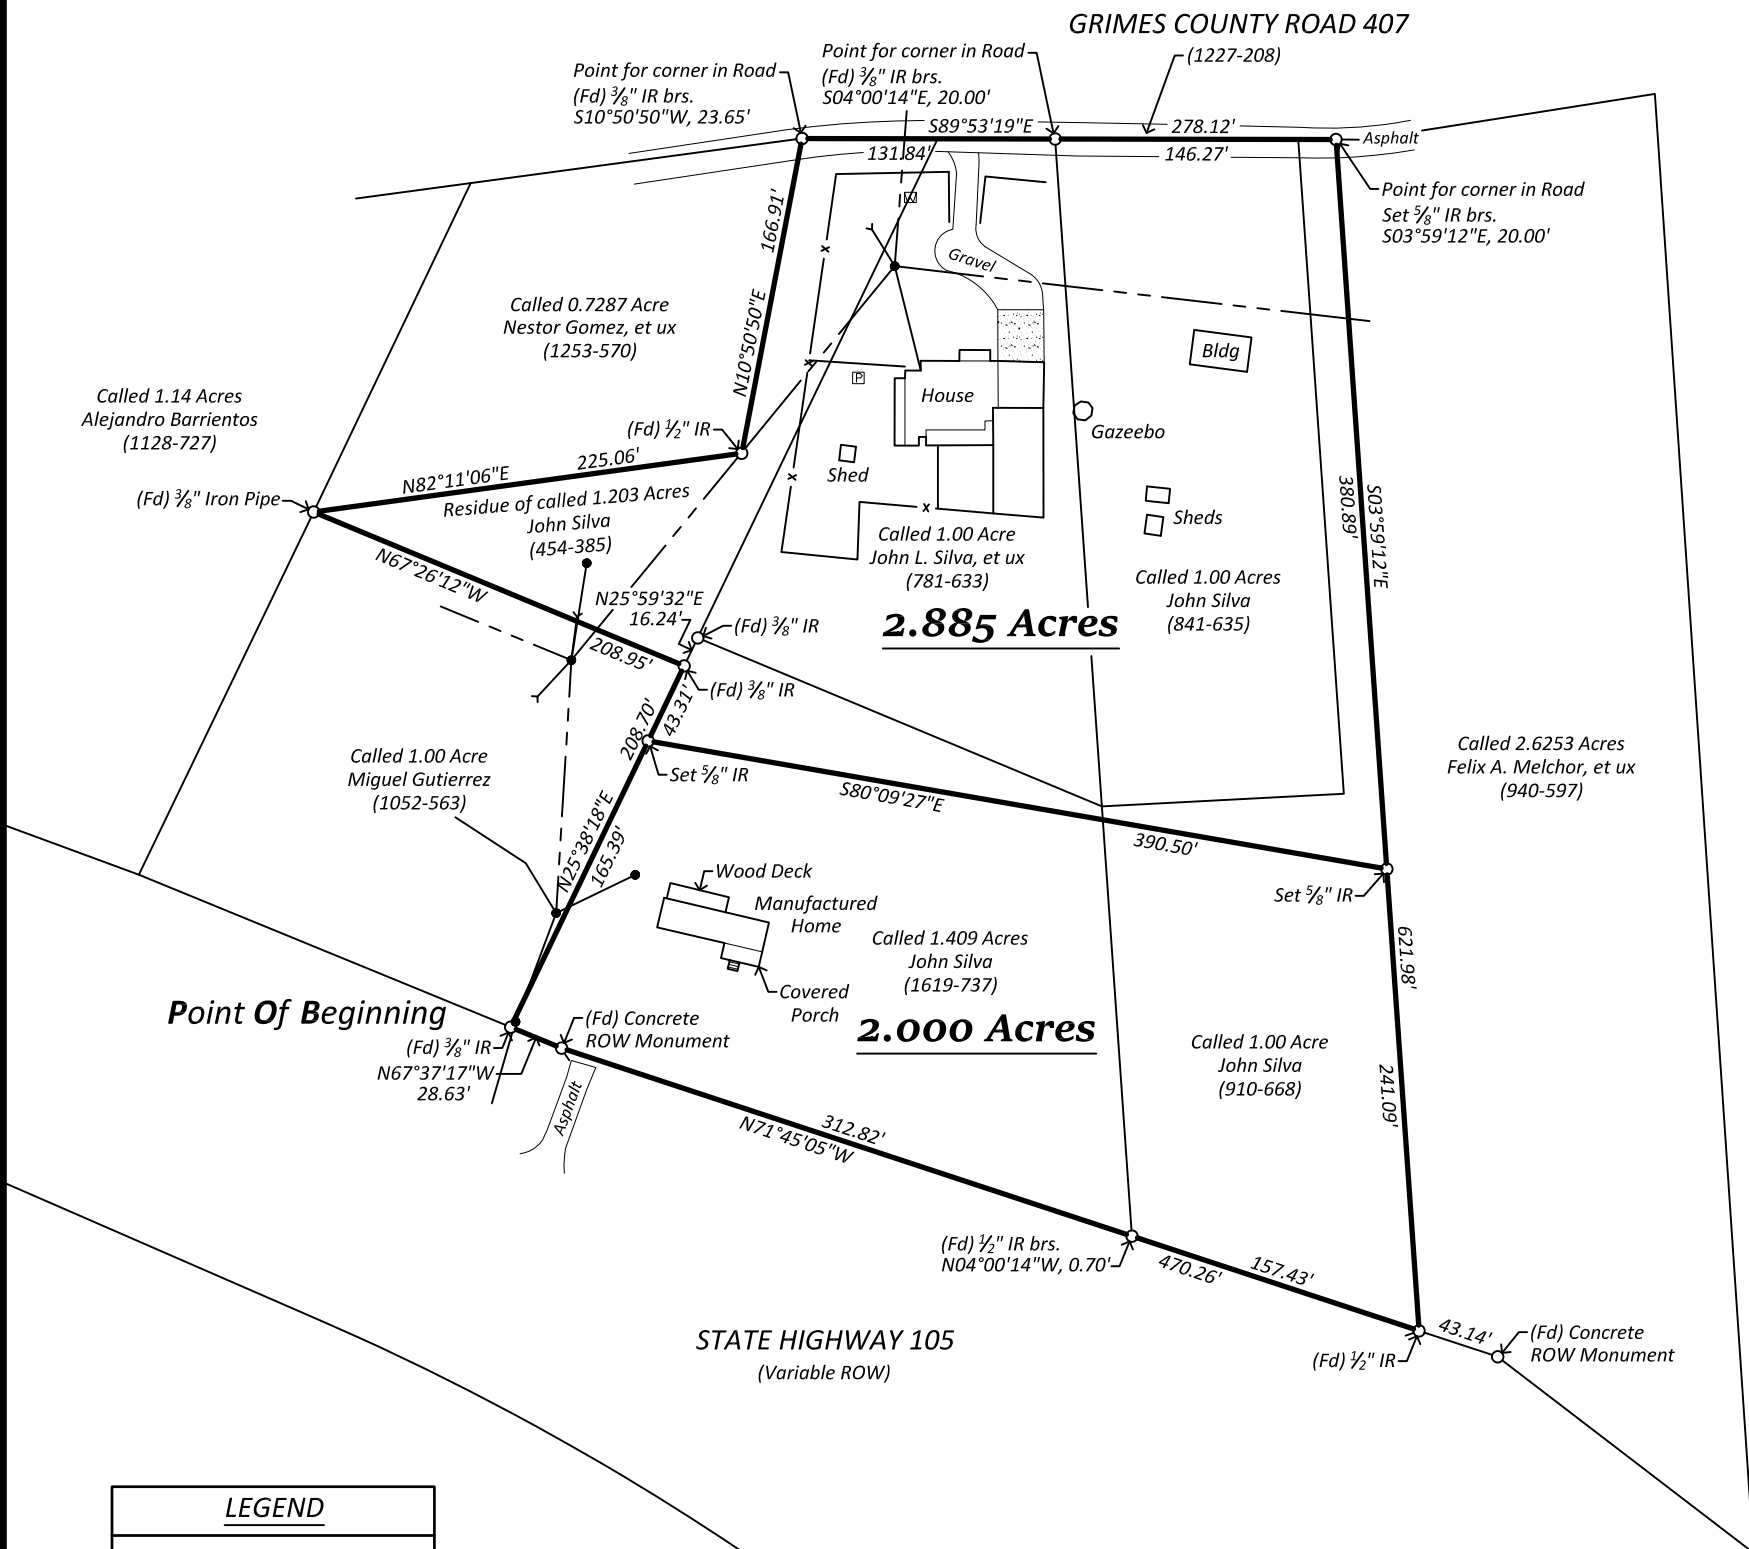 GRIMES COUNTY ROAD 407
(1227-208)
Point for corner in Road
(Fd) ⅜" IR brs.
S04°00'14"E, 20.00'
Point for corner in Road
(Fd) ⅜" IR brs.
S10°50'50"W, 23.65'
S89°53'19"E
278.12'
Asphalt
131.84'
146.27'
Point for corner in Road
Set ⅝" IR brs.
S03°59'12"E, 20.00'
W
166.91'
N10°50'50"E
Gravel
Called 0.7287 Acre
Nestor Gomez, et ux
(1253-570)
Bldg
x
x
P
House
Called 1.14 Acres
Alejandro Barrientos
(1128-727)
(Fd) ½" IR
Gazeebo
225.06'
N82°11'06"E
Shed
x
x
(Fd) ⅜" Iron Pipe
Residue of called 1.203 Acres
John Silva
(454-385)
Sheds
380.89'
S03°59'12"E
Called 1.00 Acre
John L. Silva, et ux
(781-633)
N67°26'12"W
208.95'
Called 1.00 Acres
John Silva
(841-635)
N25°59'32"E
16.24'
(Fd) ⅜" IR
2.885 Acres
(Fd) ⅜" IR
208.70'
43.31'
Set ⅝" IR
Called 1.00 Acre
Miguel Gutierrez
(1052-563)
Called 2.6253 Acres
Felix A. Melchor, et ux
(940-597)
S80°09'27"E
390.50'
N25°38'18"E
165.39'
Wood Deck
Manufactured
Home
Set ⅝" IR
Called 1.409 Acres
John Silva
(1619-737)
621.98'
Covered
Porch
Point Of Beginning
2.000 Acres
(Fd) Concrete
ROW Monument
(Fd) ⅜" IR
N67°37'17"W
28.63'
Called 1.00 Acre
John Silva
(910-668)
241.09'
Asphalt
312.82'
N71°45'05"W
(Fd) ½" IR brs.
N04°00'14"W, 0.70'
470.26'
157.43'
43.14'
(Fd) Concrete
ROW Monument
(Fd) ½" IR
STATE HIGHWAY 105
(Variable ROW)
LEGEND